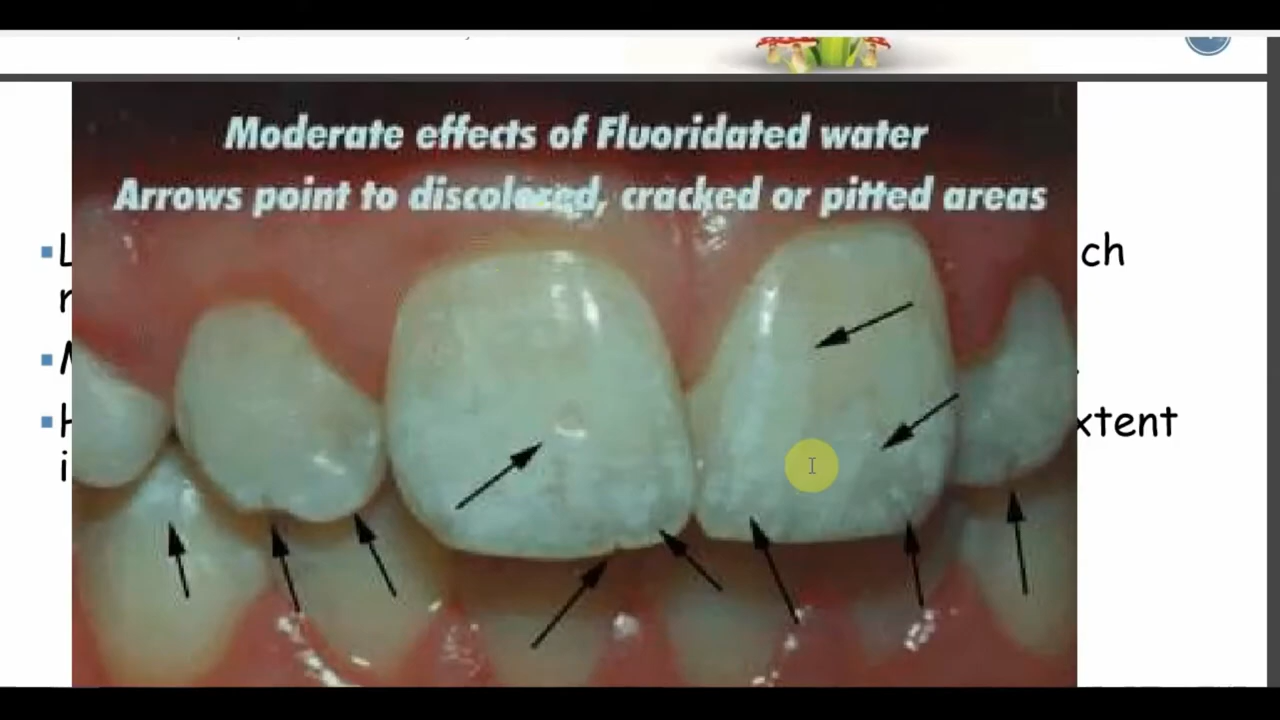 Moderate effects of Fluoridated water
Arrows point to discolored, cracked or pitted areas
ch
xtent